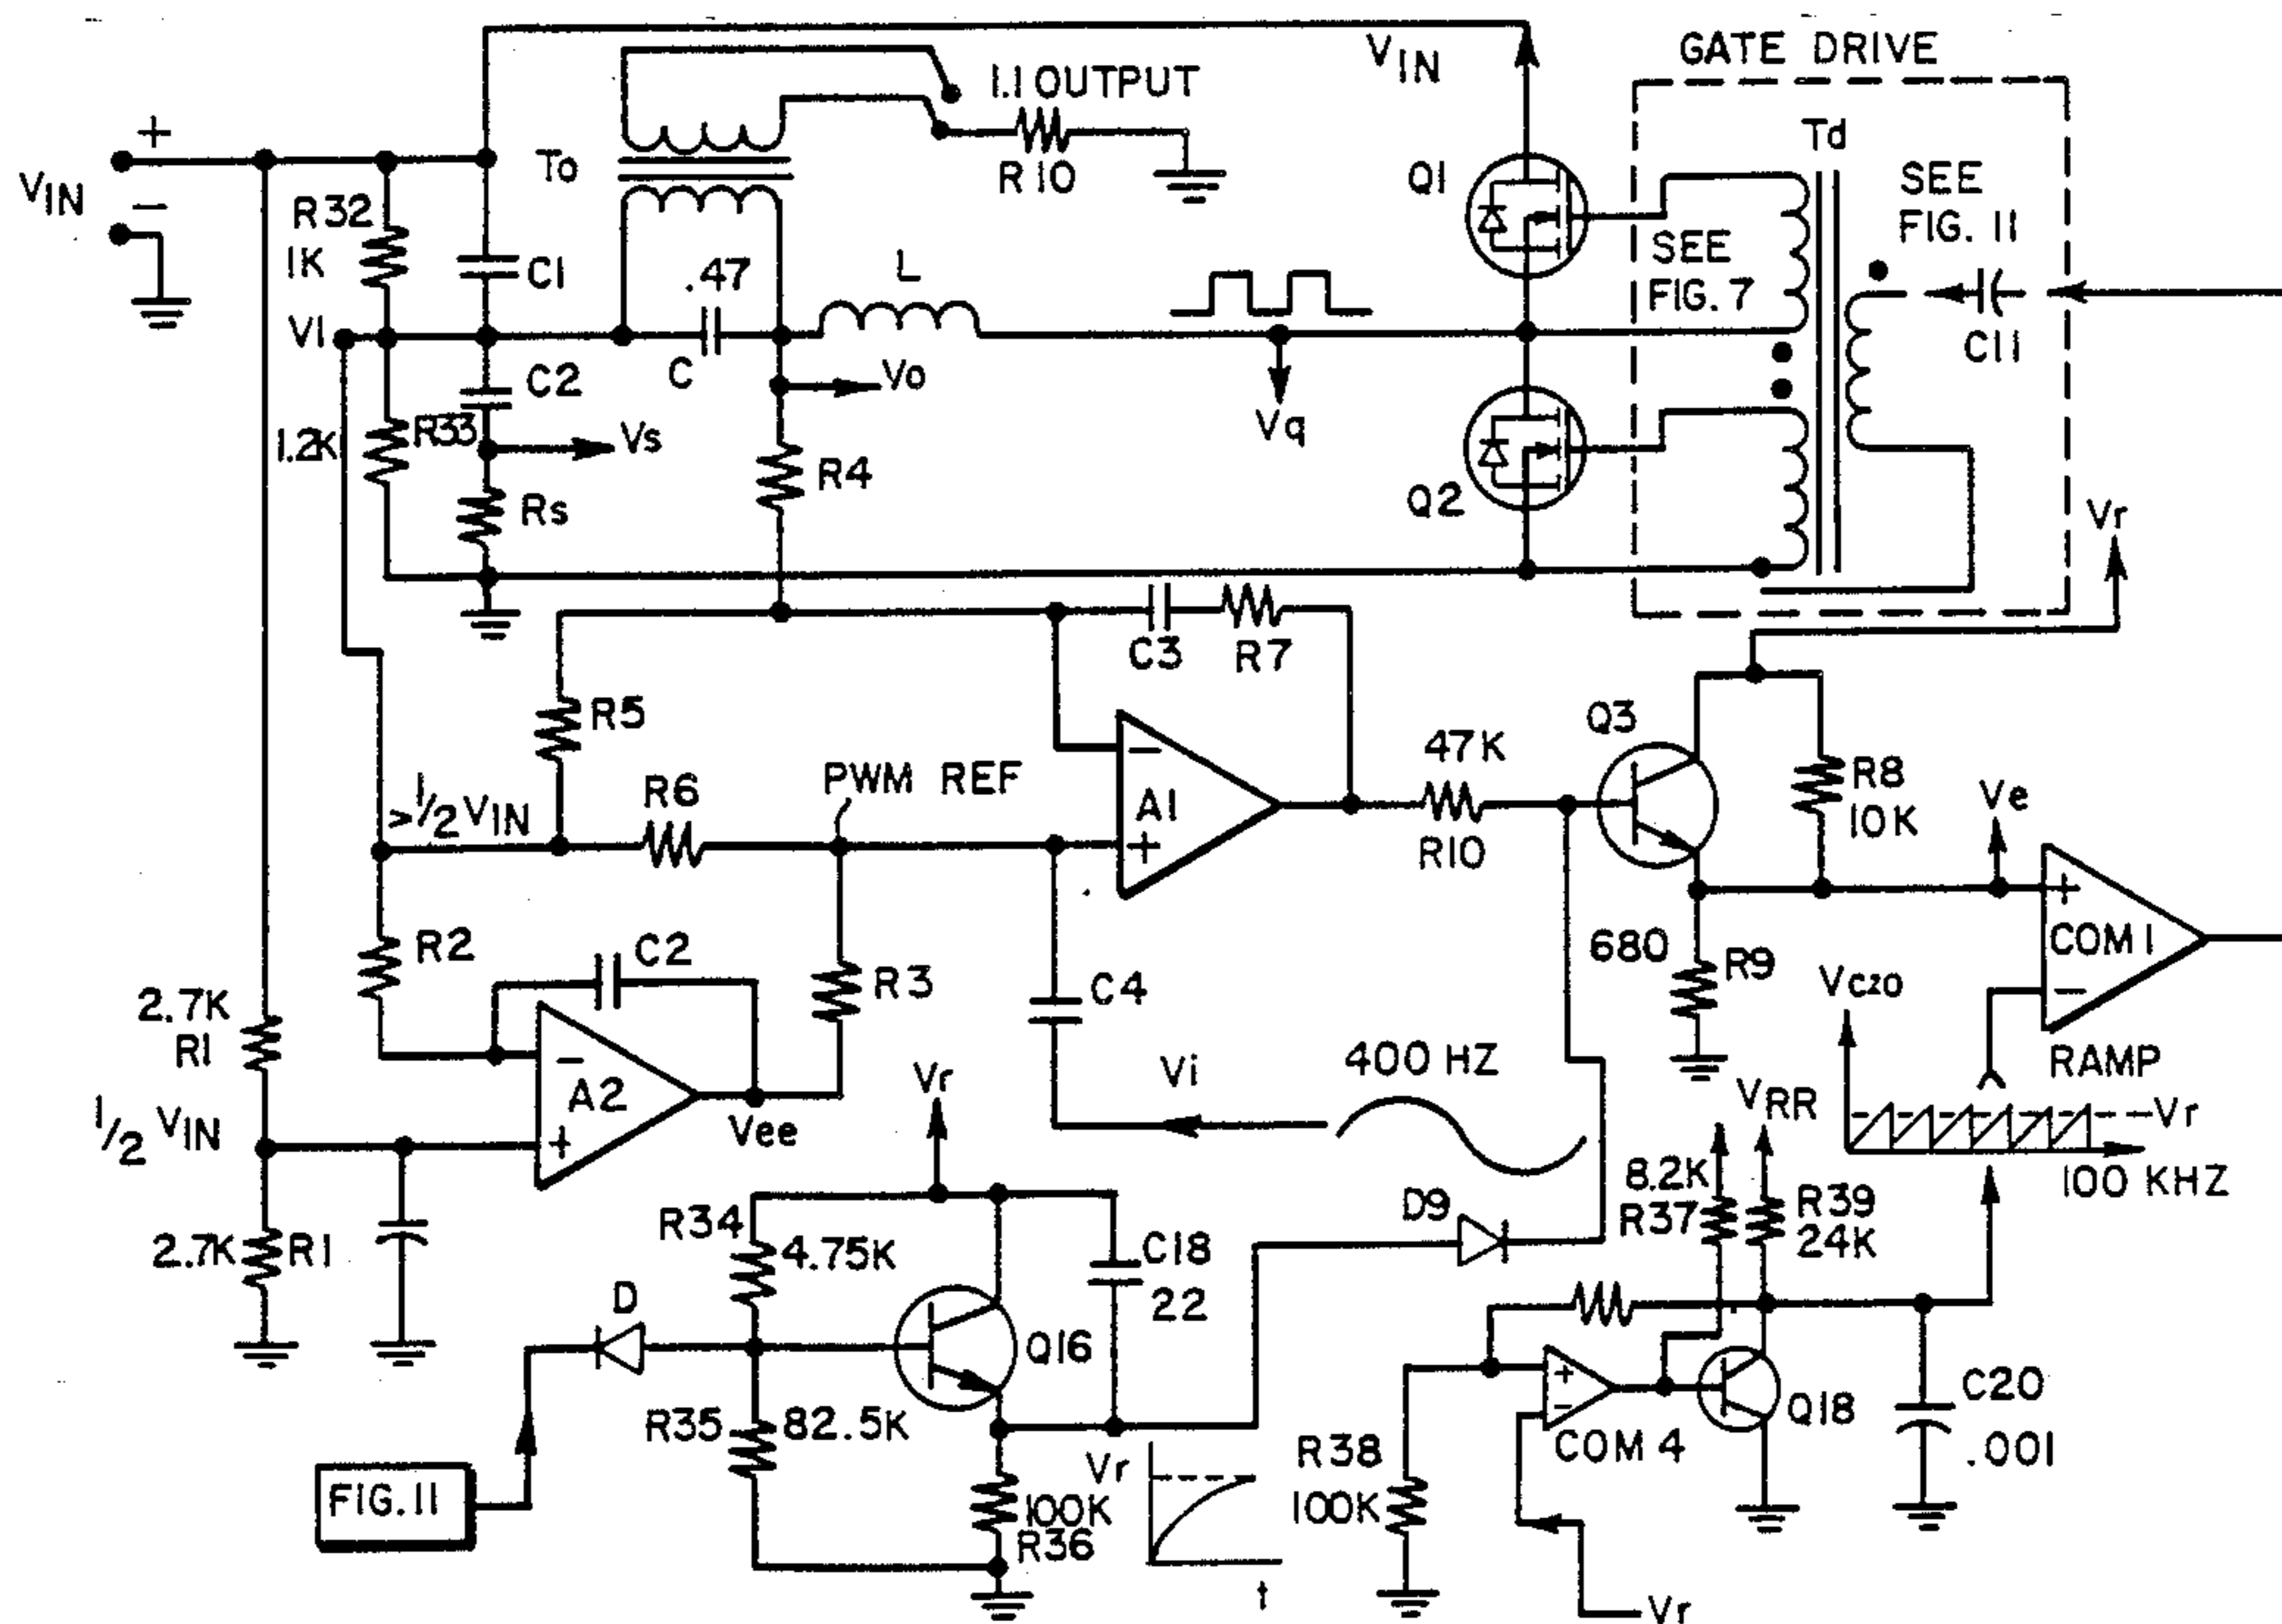 GATE DRIVE
VIN
1.1 OUTPUT
To
R10
Td
Q1
SEE
FIG. 11
+
VIN
−
R32
1K
C1
.47
L
SEE
FIG. 7
C11
V1
C
C2
Vo
Vq
1.2K
R33
Vs
R4
Rs
Q2
Vr
C3
R7
R5
Q3
47K
PWM REF
R6
>1/2 VIN
−
A1
+
R10
R8
10K
Ve
R2
C2
R3
C4
680
R9
+
COM 1
−
Vc20
2.7K
R1
−
A2
+
Vi
400 HZ
RAMP
Vr
VRR
1/2 VIN
Vee
Vr
8.2K
R37
R39
24K
100 KHZ
2.7K
R1
R34
4.75K
C18
22
D9
D
Q16
+
−
COM 4
Q18
C20
.001
R35
82.5K
Vr
R38
100K
FIG. 11
100K
R36
t
Vr